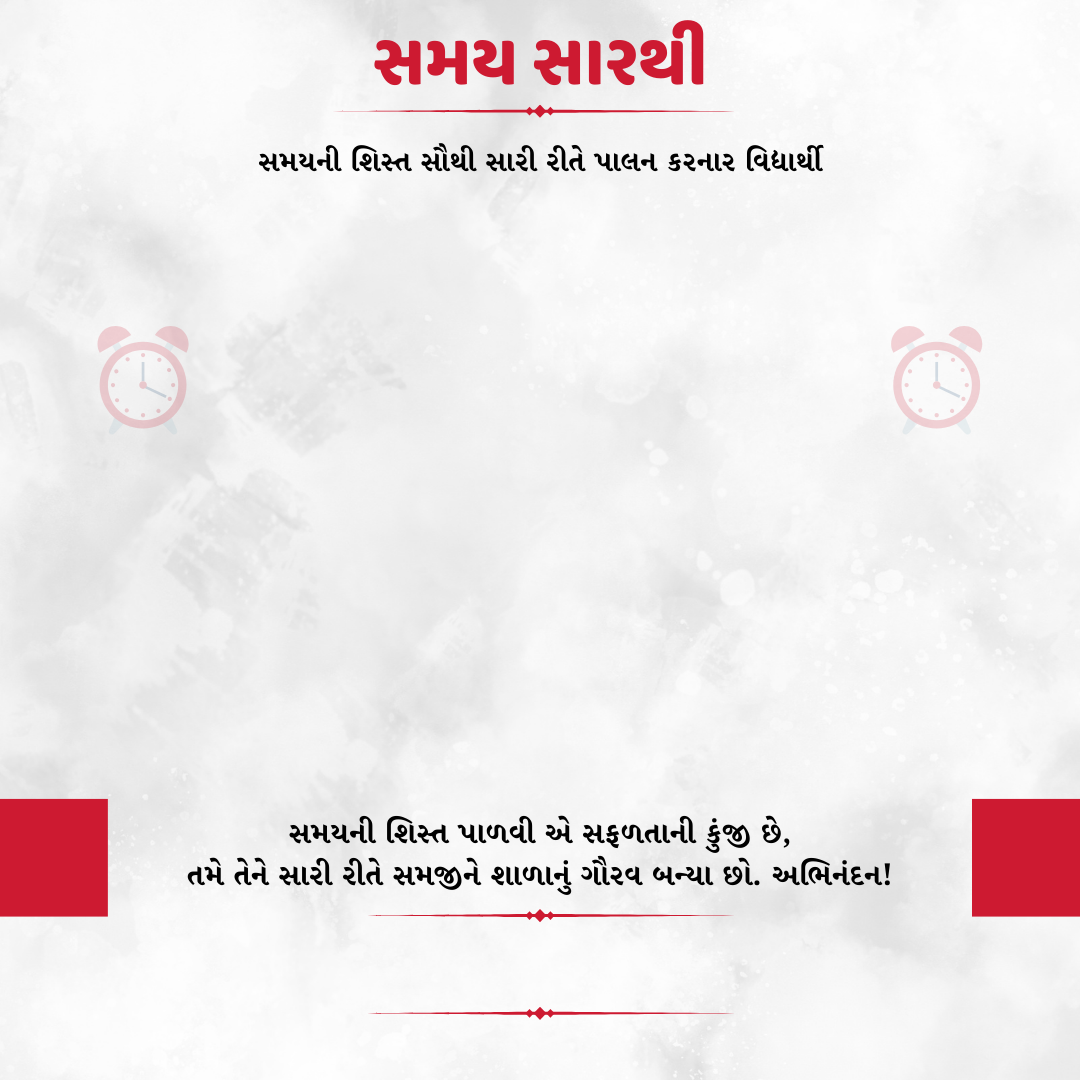 સમય સારથી
સમયની શિસ્ત સૌથી સારી રીતે પાલન કરનાર વિદ્યાર્થી
સમયની શિસ્ત પાળવી એ સફળતાની કુંજી છે,
તમે તેને સારી રીતે સમજીને શાળાનું ગૌરવ બન્યા છો. અભિનંદન!